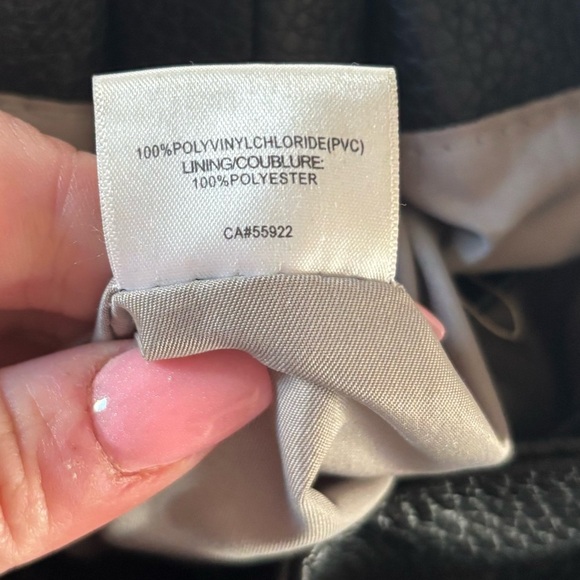 100%POLYVINYLCHLORIDE(PVC)
LINING/COUBLURE:
100%POLYESTER
CA#55922